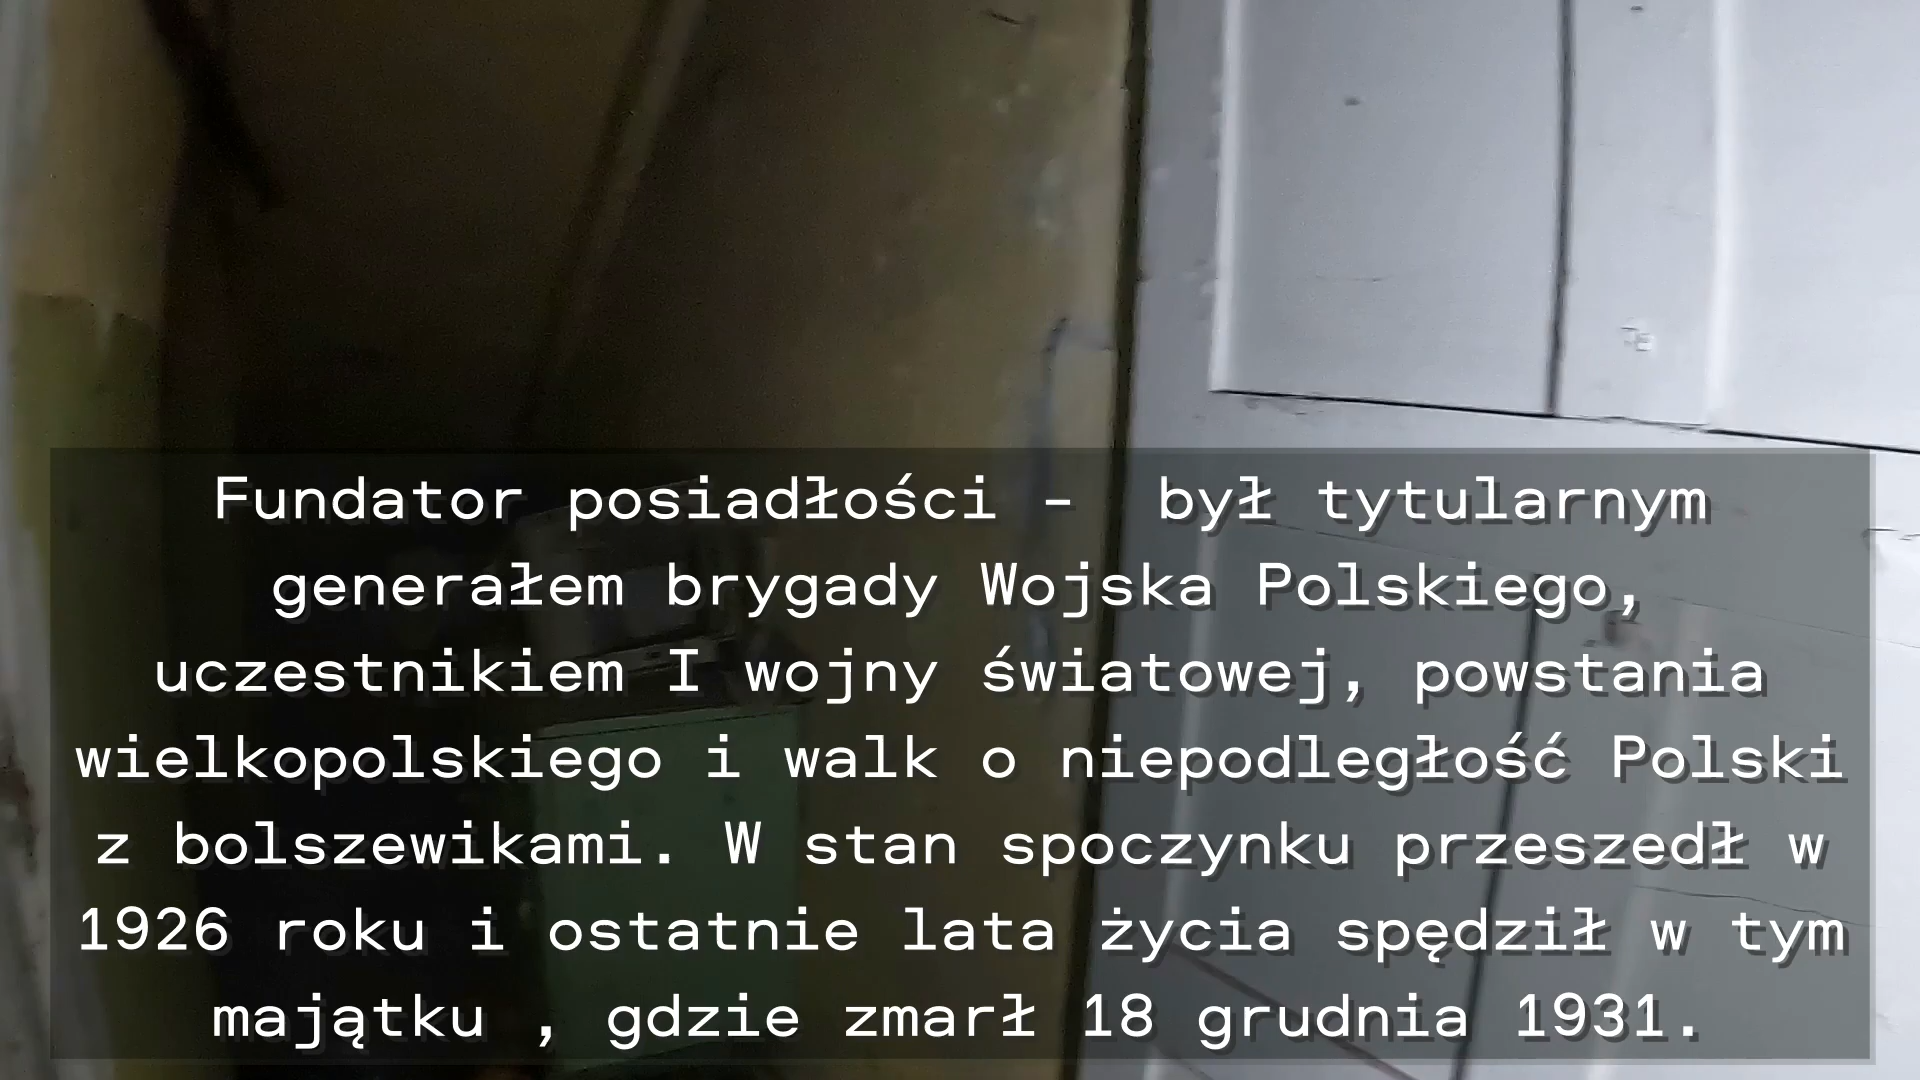 Fundator posiadłości -  był tytularnym
generałem brygady Wojska Polskiego,
uczestnikiem I wojny światowej, powstania
wielkopolskiego i walk o niepodległość Polski
z bolszewikami. W stan spoczynku przeszedł w
1926 roku i ostatnie lata życia spędził w tym
majątku , gdzie zmarł 18 grudnia 1931.